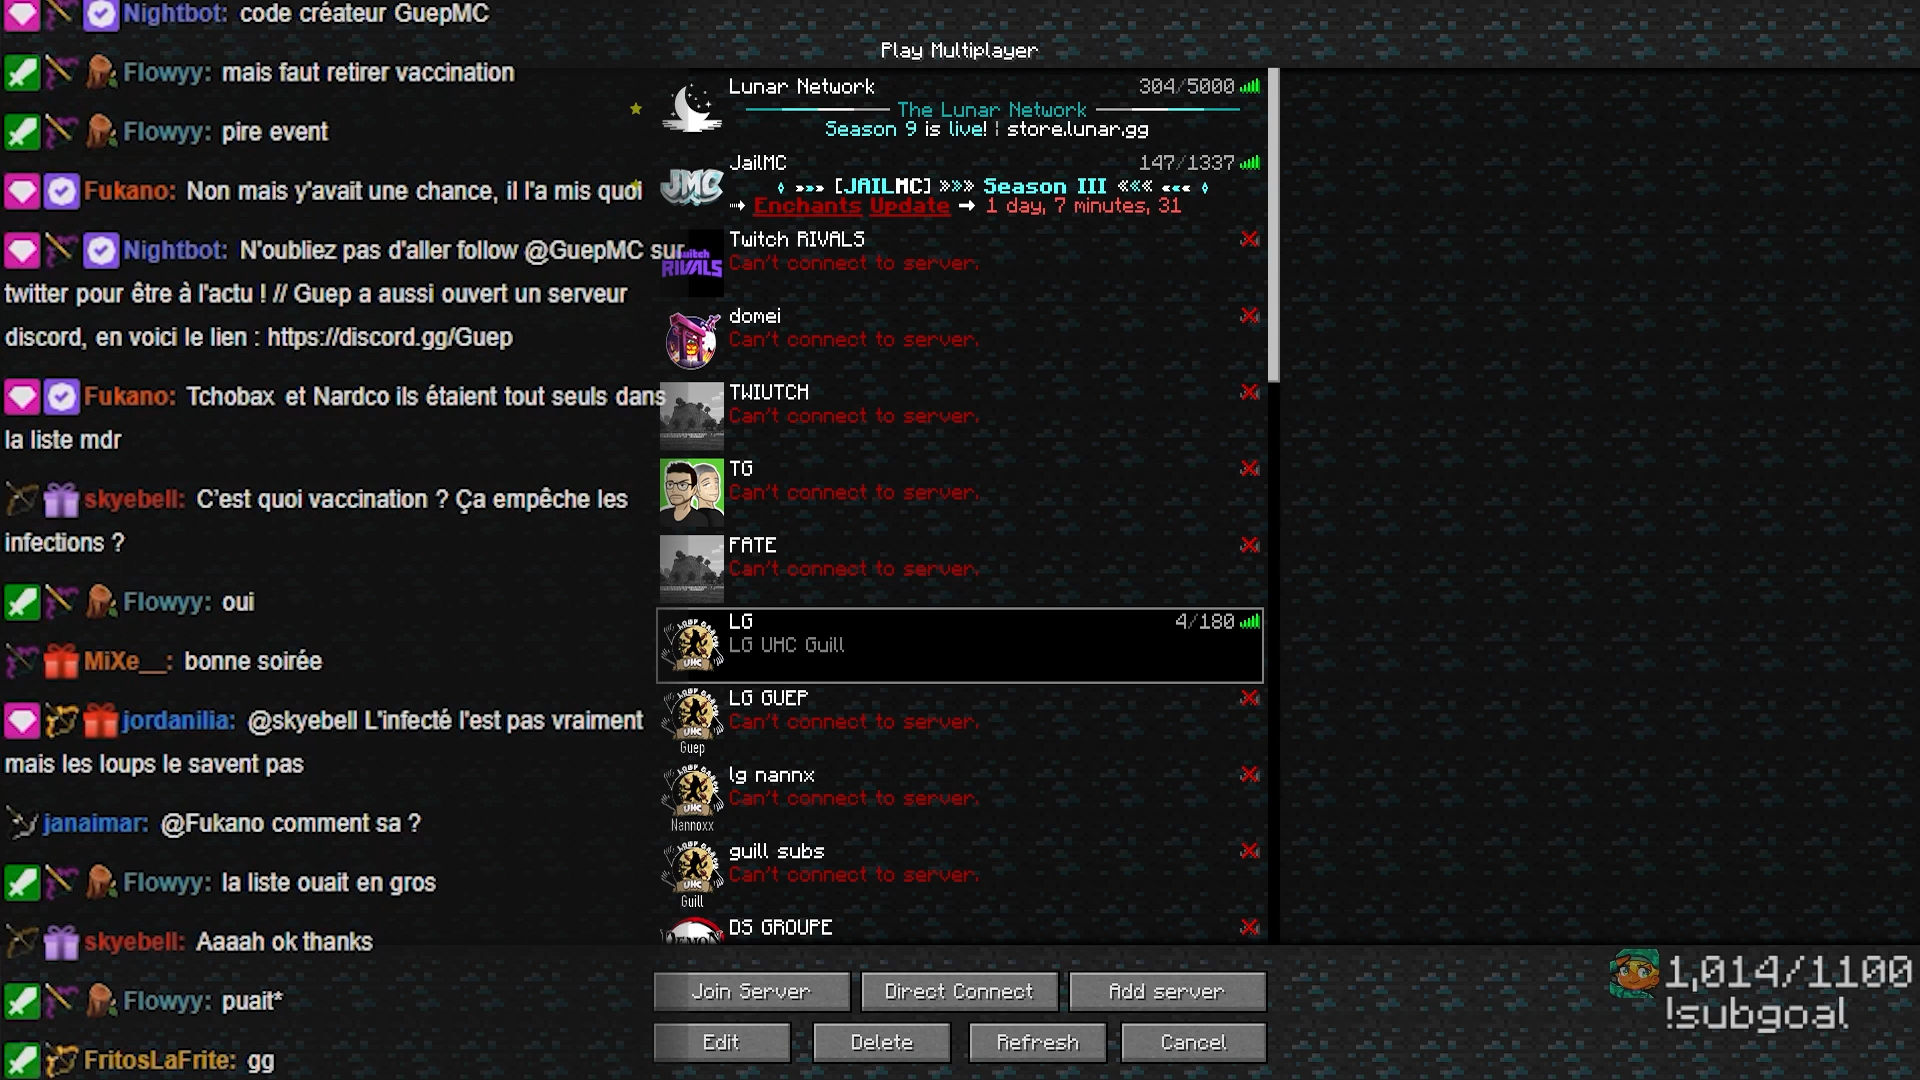 Nightbot: code créateur GuepMC
Flowyy: mais faut retirer vaccination
Flowyy: pire event
Fukano: Non mais y'avait une chance, il l'a mis quoi
Nightbot: N'oubliez pas d'aller follow @GuepMC sur
twitter pour être à l'actu ! // Guep a aussi ouvert un serveur
discord, en voici le lien : https://discord.gg/Guep
Fukano: Tchobax et Nardco ils étaient tout seuls dans
la liste mdr
skyebell: C'est quoi vaccination ? Ça empêche les
infections ?
Flowyy: oui
MiXe__: bonne soirée
jordanilia: @skyebell L'infecté l'est pas vraiment
mais les loups le savent pas
janaimar: @Fukano comment sa ?
Flowyy: la liste ouait en gros
skyebell: Aaaah ok thanks
Flowyy: puait*
FritosLaFrite: gg
Play Multiplayer
Lunar Network 304/5000
The Lunar Network
Season 9 is live! | store.lunar.gg
JMC
JailMC 147/1337
[JAILMC] »»» Season III «««
Enchants Update → 1 day, 7 minutes, 31
twitch RIVALS
Twitch RIVALS
Can't connect to server.
domei
Can't connect to server.
TWIUTCH
Can't connect to server.
TG
Can't connect to server.
FATE
Can't connect to server.
UHC
LG 4/180
LG UHC Guill
UHC
Guep
LG GUEP
Can't connect to server.
UHC
Nannoxx
lg nannx
Can't connect to server.
UHC
Guill
guill subs
Can't connect to server.
DS GROUPE
Join Server
Direct Connect
Add server
Edit
Delete
Refresh
Cancel
1,014/1100
!subgoal